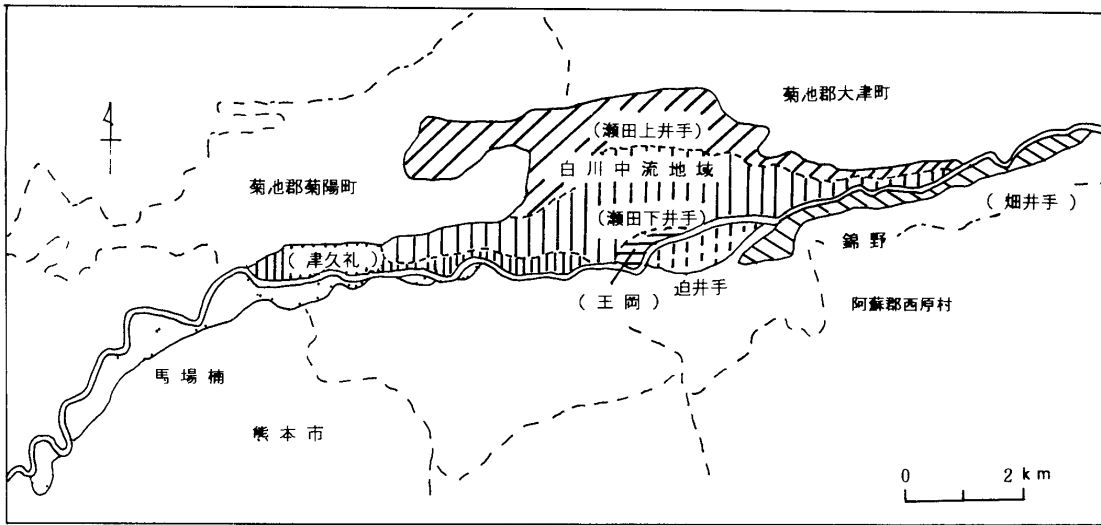 菊池郡大津町
(瀬田上井手)
白川中流地域
菊池郡菊陽町
(瀬田下井手)
(畑井手)
錦野
(津久礼)
迫井手
(王岡)
阿蘇郡西原村
馬場楠
熊本市
0 2 km